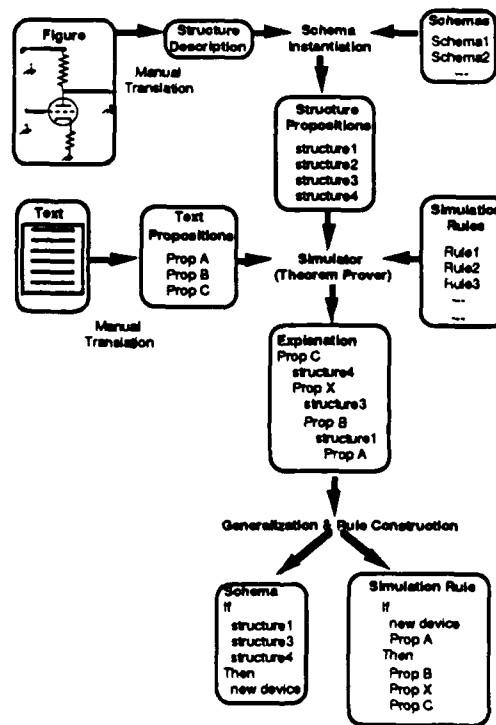 Figure
Structure
Description
Schema
Instantiation
Schemas
Schema1
Schema2
...
Manual
Translation
Structure
Propositions
structure1
structure2
structure3
structure4
Text
Text
Propositions
Prop A
Prop B
Prop C
Simulator
(Theorem Prover)
Simulation
Rules
Rule1
Rule2
Rule3
...
...
Manual
Translation
Explanation
Prop C
structure4
Prop X
structure3
Prop B
structure1
Prop A
Generalization & Rule Construction
Schema
If
structure1
structure3
structure4
Then
new device
Simulation Rule
If
new device
Prop A
Then
Prop B
Prop X
Prop C